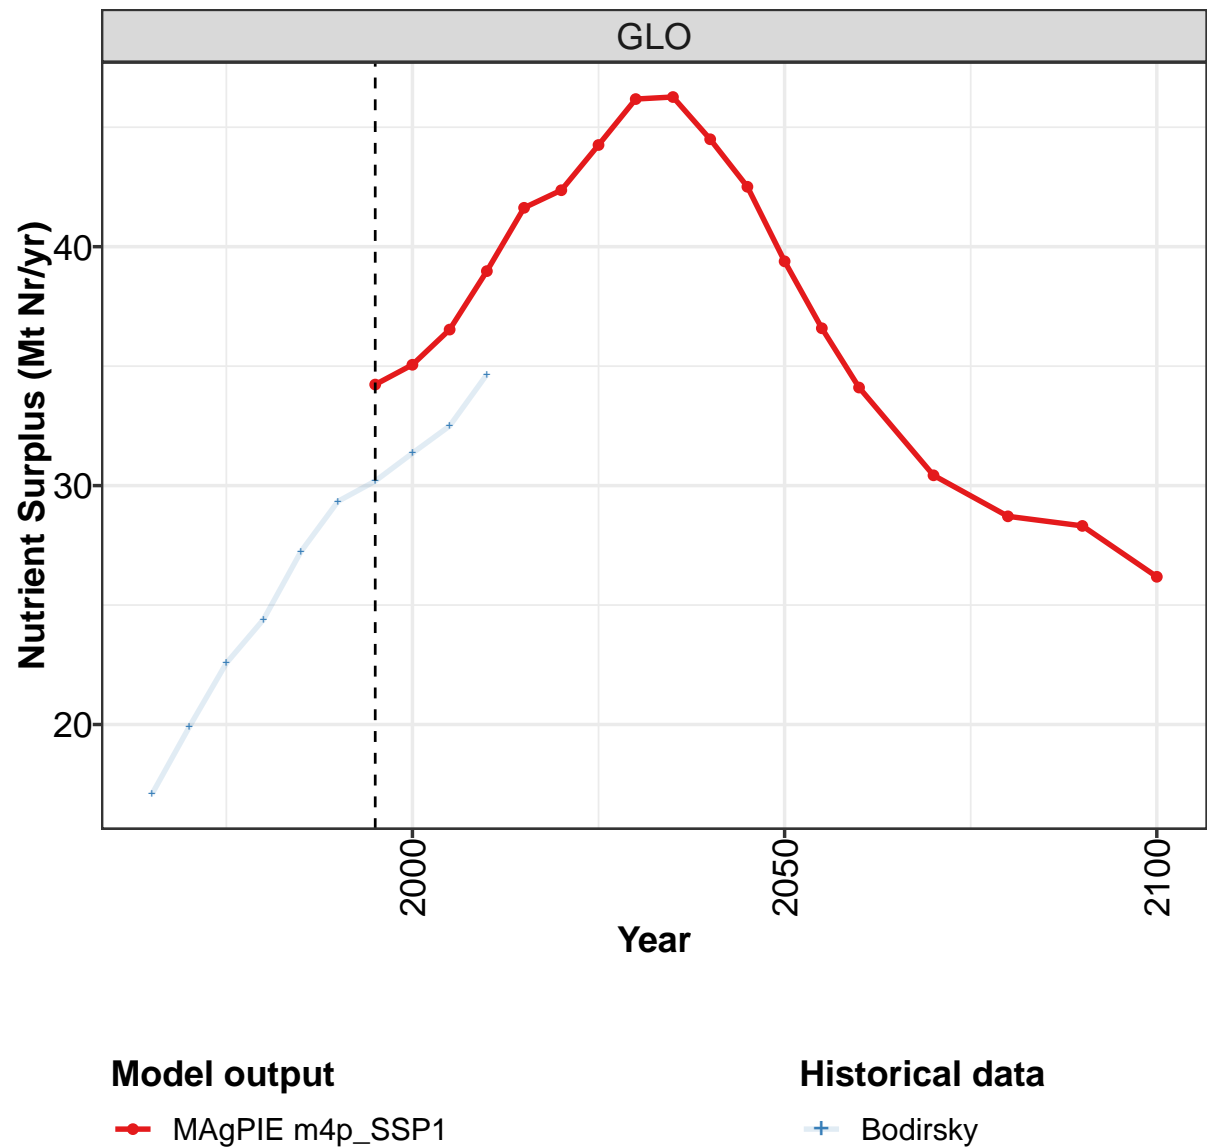 GLO
Nutrient Surplus (Mt Nr/yr)
40
30
20
2000
2050
2100
Year
Model output
MAgPIE m4p_SSP1
Historical data
Bodirsky